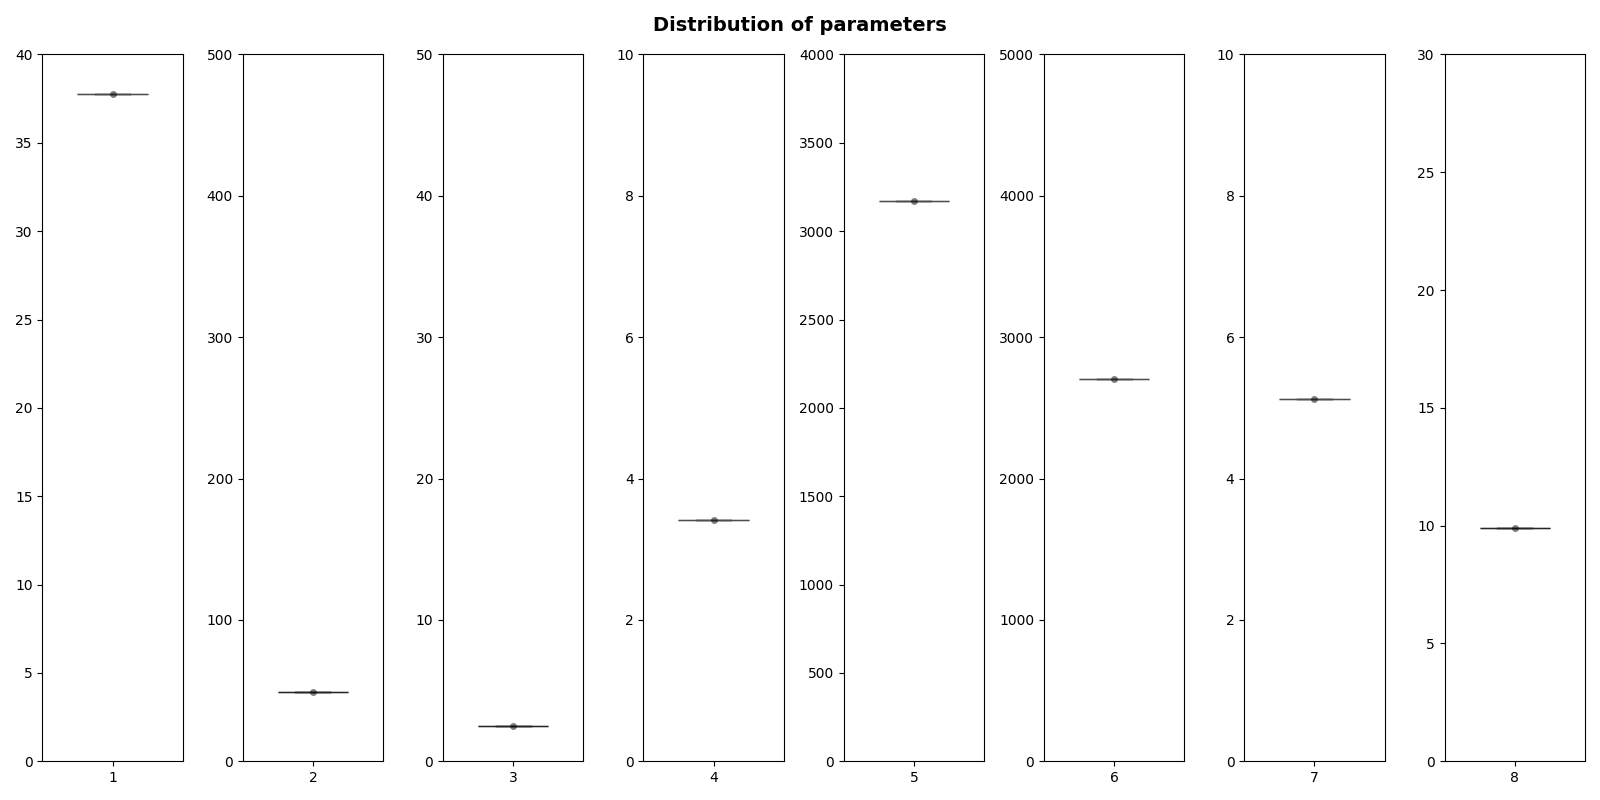 Distribution of parameters
40 500 50 10 4000 5000 10 30
35 3500 25
400 40 8 4000 8
30 3000
25 300 30 6 2500 3000 6 20
20 2000 15
200 20 4 2000 4
15 1500
10 100 10 2 1000 1000 2 10
5 500 5
0 0 0 0 0 0 0 0
1 2 3 4 5 6 7 8